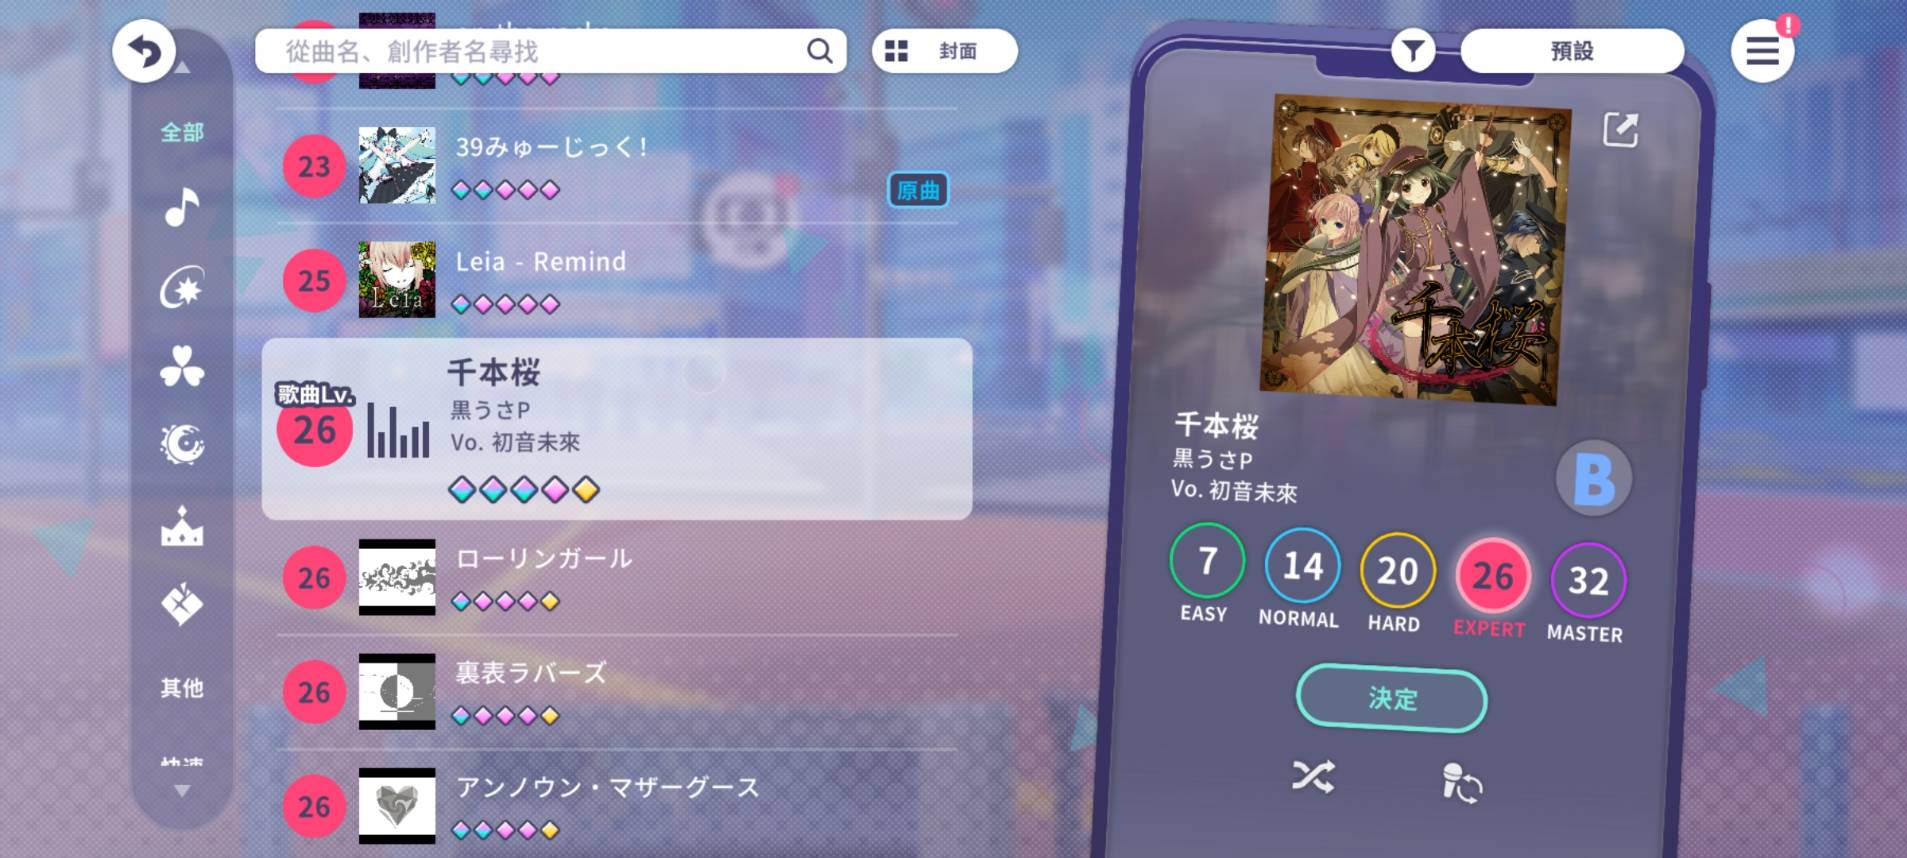 從曲名、創作者名尋找
封面
預設
全部
其他
23
39みゅーじっく!
原曲
25
Leia - Remind
Leia
歌曲Lv.
26
千本桜
黒うさP
Vo. 初音未來
26
ローリンガール
26
裏表ラバーズ
26
アンノウン・マザーグース
千本桜
千本桜
黒うさP
Vo. 初音未來
B
7
14
20
26
32
EASY
NORMAL
HARD
EXPERT
MASTER
決定